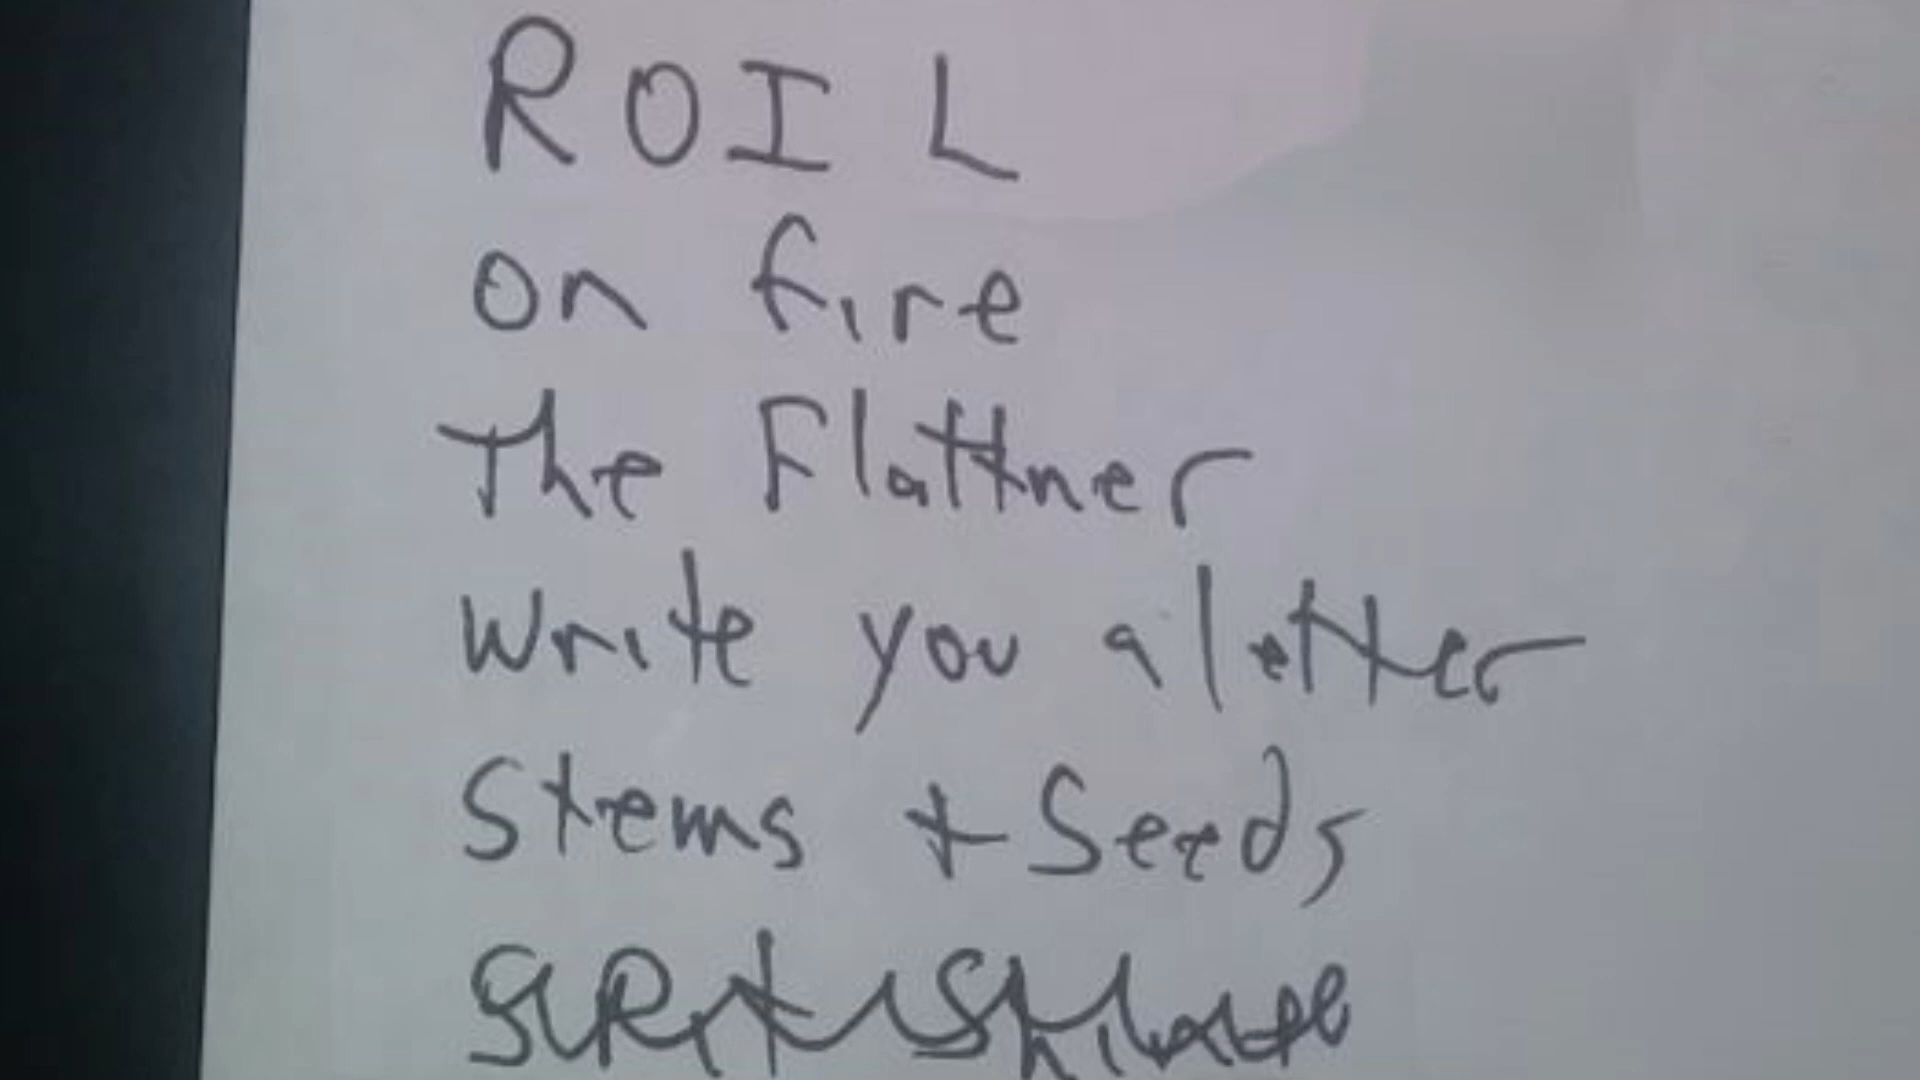 ROIL
on fire
The Flattner
Write you a letter
Stems + Seeds